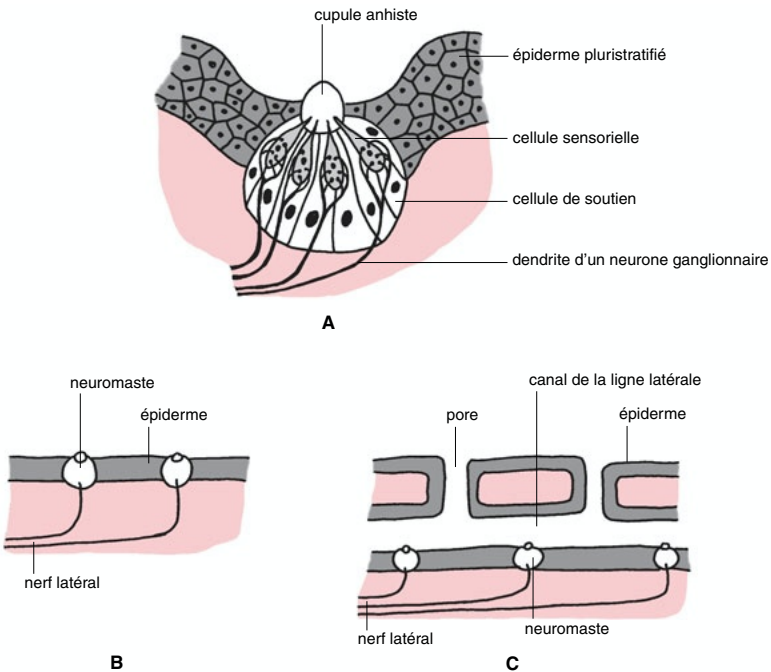 cupule anhiste
épiderme pluristratifié
cellule sensorielle
cellule de soutien
dendrite d'un neurone ganglionnaire
A
neuromaste
épiderme
nerf latéral
B
canal de la ligne latérale
pore
épiderme
neuromaste
nerf latéral
C